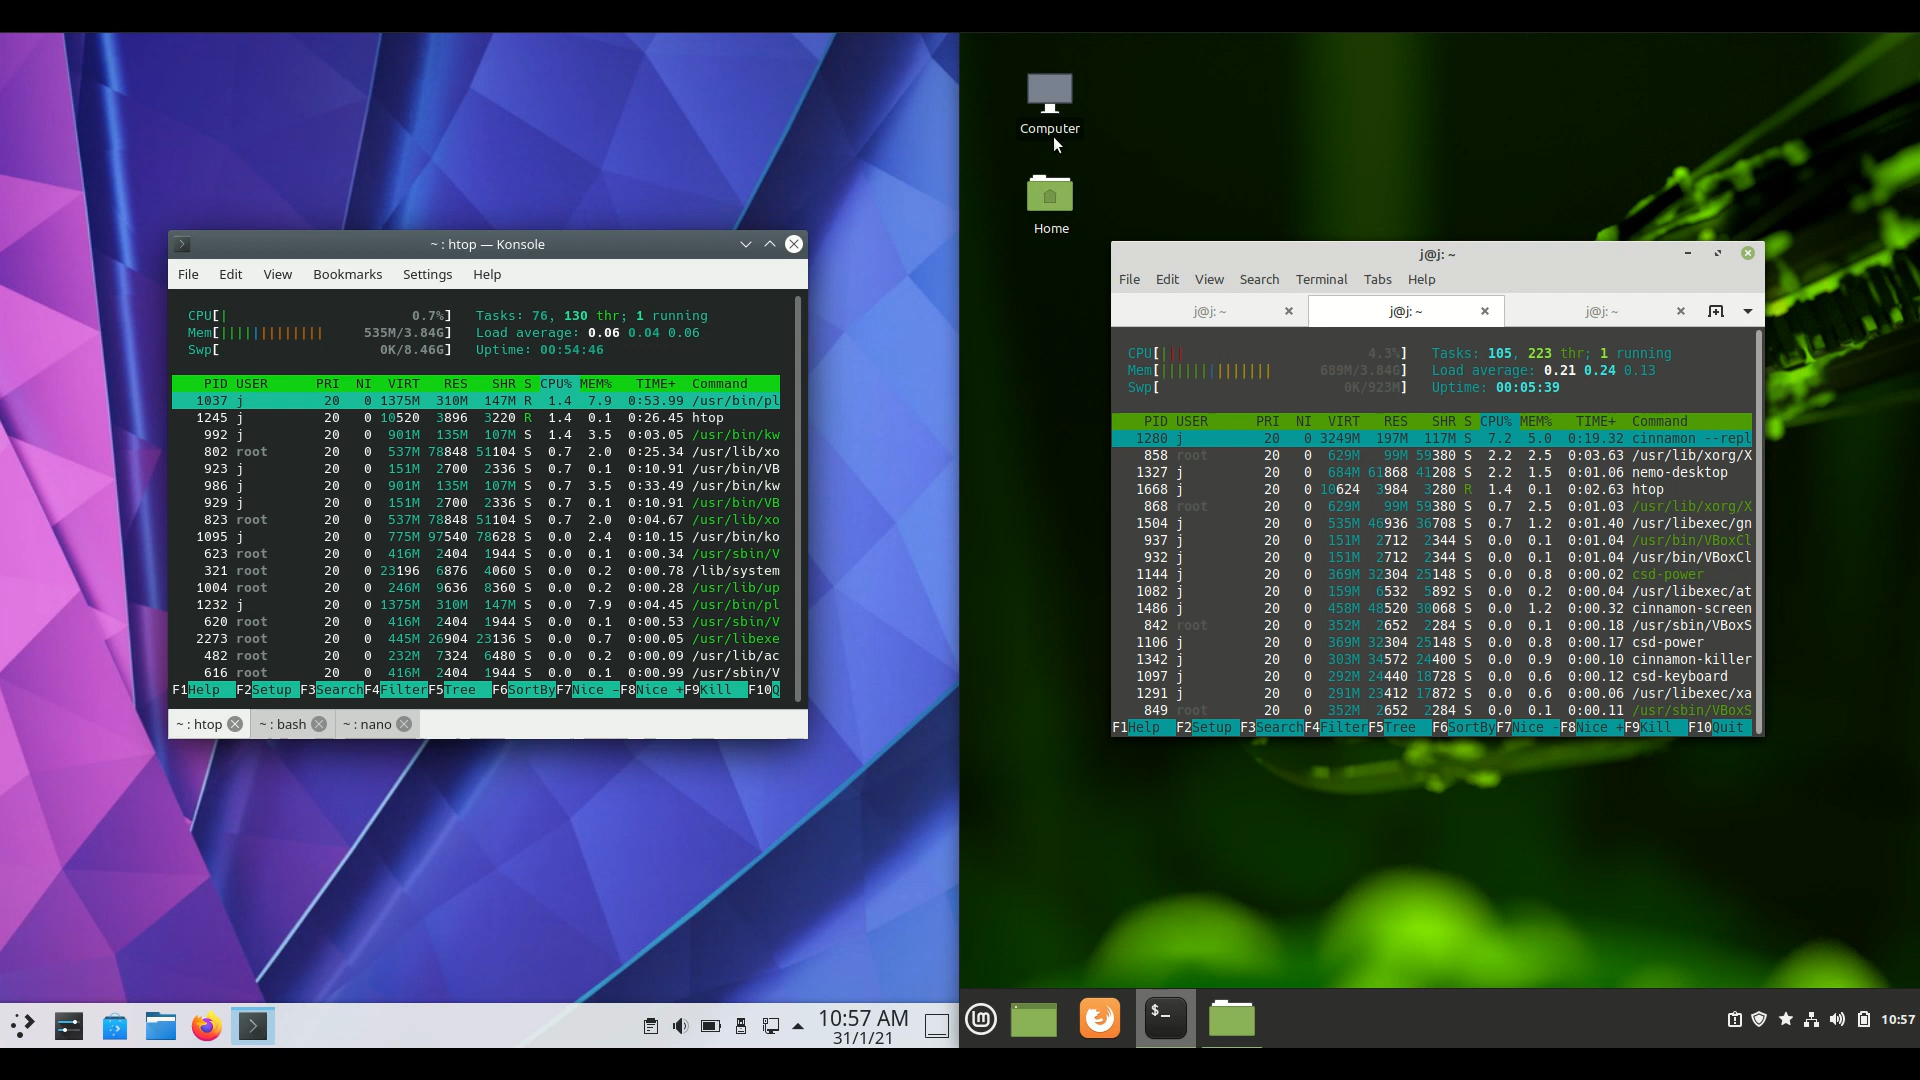 ~ : htop — Konsole
File Edit View Bookmarks Settings Help
CPU[| 0.7%] Tasks: 76, 130 thr; 1 running
Mem[||||||||||||| 535M/3.84G] Load average: 0.06 0.04 0.06
Swp[ 0K/8.46G] Uptime: 00:54:46
PID USER PRI NI VIRT RES SHR S CPU% MEM% TIME+ Command
1037 j 20 0 1375M 310M 147M R 1.4 7.9 0:53.99 /usr/bin/pl
1245 j 20 0 10520 3896 3220 R 1.4 0.1 0:26.45 htop
992 j 20 0 901M 135M 107M S 1.4 3.5 0:03.05 /usr/bin/kw
802 root 20 0 537M 78848 51104 S 0.7 2.0 0:25.34 /usr/lib/xo
923 j 20 0 151M 2700 2336 S 0.7 0.1 0:10.91 /usr/bin/VB
986 j 20 0 901M 135M 107M S 0.7 3.5 0:33.49 /usr/bin/kw
929 j 20 0 151M 2700 2336 S 0.7 0.1 0:10.91 /usr/bin/VB
823 root 20 0 537M 78848 51104 S 0.7 2.0 0:04.67 /usr/lib/xo
1095 j 20 0 775M 97540 78628 S 0.0 2.4 0:10.15 /usr/bin/ko
623 root 20 0 416M 2404 1944 S 0.0 0.1 0:00.34 /usr/sbin/V
321 root 20 0 23196 6876 4060 S 0.0 0.2 0:00.78 /lib/system
1004 root 20 0 246M 9636 8360 S 0.0 0.2 0:00.28 /usr/lib/up
1232 j 20 0 1375M 310M 147M S 0.0 7.9 0:04.45 /usr/bin/pl
620 root 20 0 416M 2404 1944 S 0.0 0.1 0:00.53 /usr/sbin/V
2273 root 20 0 445M 26904 23136 S 0.0 0.7 0:00.05 /usr/libexe
482 root 20 0 232M 7324 6480 S 0.0 0.2 0:00.09 /usr/lib/ac
616 root 20 0 416M 2404 1944 S 0.0 0.1 0:00.99 /usr/sbin/V
F1Help F2Setup F3SearchF4FilterF5Tree F6SortByF7Nice -F8Nice +F9Kill F10Q
~ : htop ~ : bash ~ : nano
10:57 AM
31/1/21
Computer
Home
j@j: ~
File Edit View Search Terminal Tabs Help
j@j: ~ j@j: ~ j@j: ~
CPU[||| 4.3%] Tasks: 105, 223 thr; 1 running
Mem[|||||||||||||| 689M/3.84G] Load average: 0.21 0.24 0.13
Swp[ 0K/923M] Uptime: 00:05:39
PID USER PRI NI VIRT RES SHR S CPU% MEM% TIME+ Command
1280 j 20 0 3249M 197M 117M S 7.2 5.0 0:19.32 cinnamon --repl
858 root 20 0 629M 99M 59380 S 2.2 2.5 0:03.63 /usr/lib/xorg/X
1327 j 20 0 684M 61868 41208 S 2.2 1.5 0:01.06 nemo-desktop
1668 j 20 0 10624 3984 3280 R 1.4 0.1 0:02.63 htop
868 root 20 0 629M 99M 59380 S 0.7 2.5 0:01.03 /usr/lib/xorg/X
1504 j 20 0 535M 46936 36708 S 0.7 1.2 0:01.40 /usr/libexec/gn
937 j 20 0 151M 2712 2344 S 0.0 0.1 0:01.04 /usr/bin/VBoxCl
932 j 20 0 151M 2712 2344 S 0.0 0.1 0:01.04 /usr/bin/VBoxCl
1144 j 20 0 369M 32304 25148 S 0.0 0.8 0:00.02 csd-power
1082 j 20 0 159M 6532 5892 S 0.0 0.2 0:00.04 /usr/libexec/at
1486 j 20 0 458M 48520 30068 S 0.0 1.2 0:00.32 cinnamon-screen
842 root 20 0 352M 2652 2284 S 0.0 0.1 0:00.18 /usr/sbin/VBoxS
1106 j 20 0 369M 32304 25148 S 0.0 0.8 0:00.17 csd-power
1342 j 20 0 303M 34572 24400 S 0.0 0.9 0:00.10 cinnamon-killer
1097 j 20 0 292M 24440 18728 S 0.0 0.6 0:00.12 csd-keyboard
1291 j 20 0 291M 23412 17872 S 0.0 0.6 0:00.06 /usr/libexec/xa
849 root 20 0 352M 2652 2284 S 0.0 0.1 0:00.11 /usr/sbin/VBoxS
F1Help F2Setup F3SearchF4FilterF5Tree F6SortByF7Nice -F8Nice +F9Kill F10Quit
$_
10:57